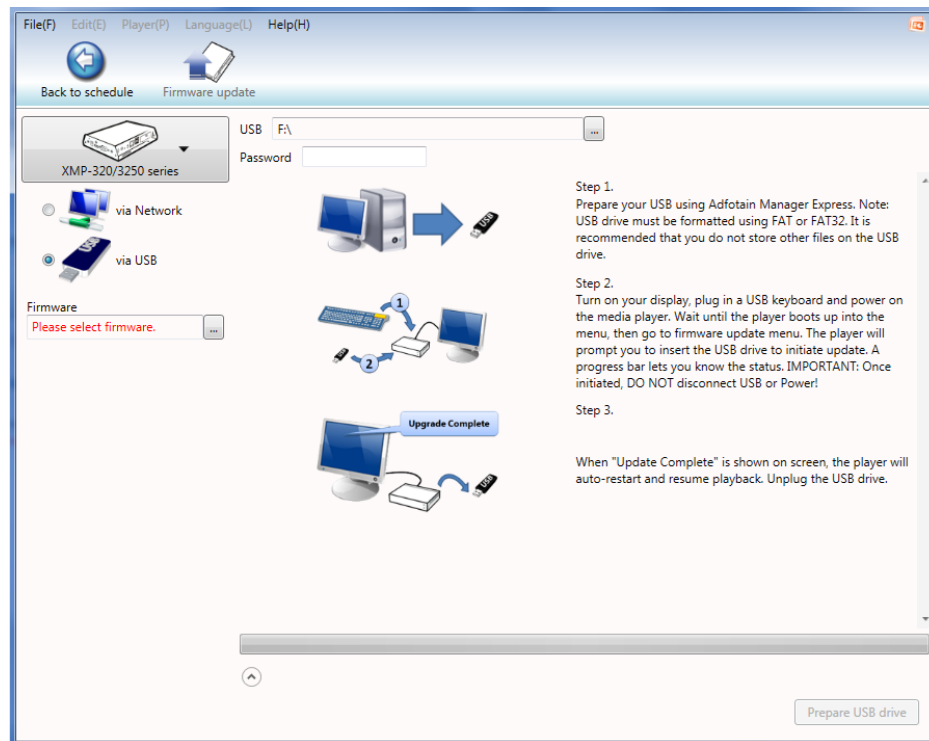 File(F) Edit(E) Player(P) Language(L) Help(H)
Back to schedule Firmware update
XMP-320/3250 series
USB F:\ ...
Password
via Network
via USB
Firmware
Please select firmware. ...
USB
USB
1
2
Upgrade Complete
USB
Step 1.
Prepare your USB using Adfotain Manager Express. Note:
USB drive must be formatted using FAT or FAT32. It is
recommended that you do not store other files on the USB
drive.
Step 2.
Turn on your display, plug in a USB keyboard and power on
the media player. Wait until the player boots up into the
menu, then go to firmware update menu. The player will
prompt you to insert the USB drive to initiate update. A
progress bar lets you know the status. IMPORTANT: Once
initiated, DO NOT disconnect USB or Power!
Step 3.
When "Update Complete" is shown on screen, the player will
auto-restart and resume playback. Unplug the USB drive.
Prepare USB drive